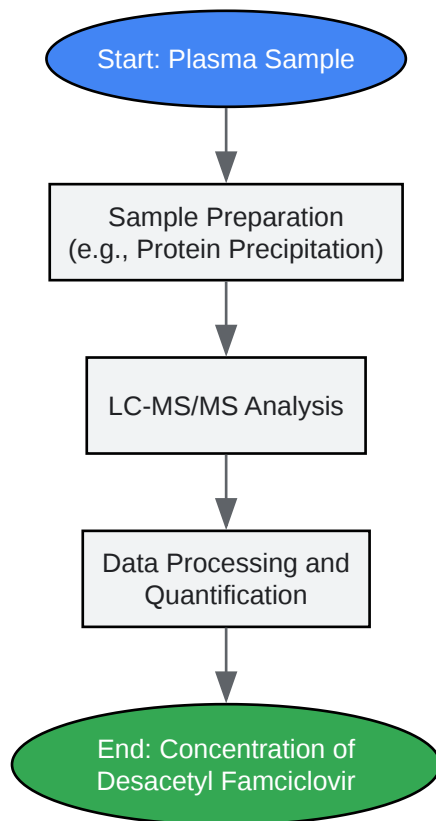 Start: Plasma Sample
Sample Preparation
(e.g., Protein Precipitation)
LC-MS/MS Analysis
Data Processing and
Quantification
End: Concentration of
Desacetyl Famciclovir